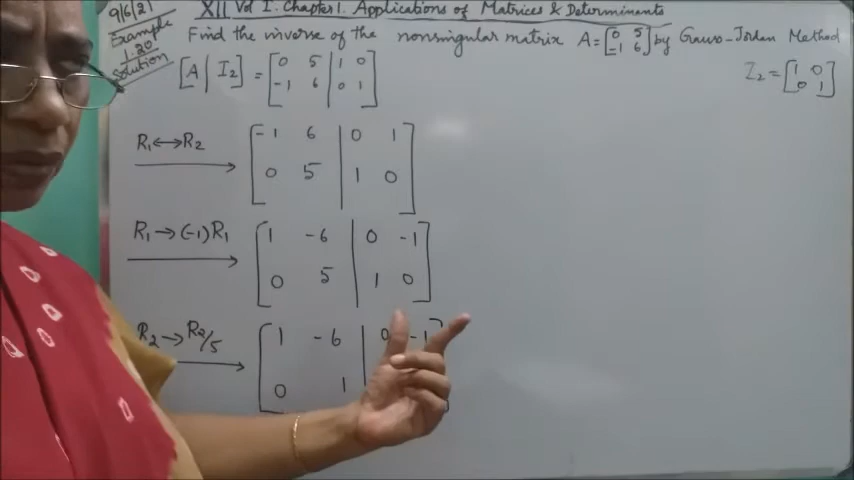 9/6/21
XII Vol I. Chapter 1. Applications of Matrices & Determinants
Example
1.20
Solution
Find the inverse of the nonsingular matrix A = [0 5
-1 6] by Gauss-Jordan Method
[A | I₂] = [0 5 | 1 0
-1 6 | 0 1]
I₂ = [1 0
0 1]
R₁ ↔ R₂ [-1 6 | 0 1
0 5 | 1 0]
R₁ → (-1)R₁ [1 -6 | 0 -1
0 5 | 1 0]
R₂ → R₂/5 [1 -6 | 0 -1
0 1 |